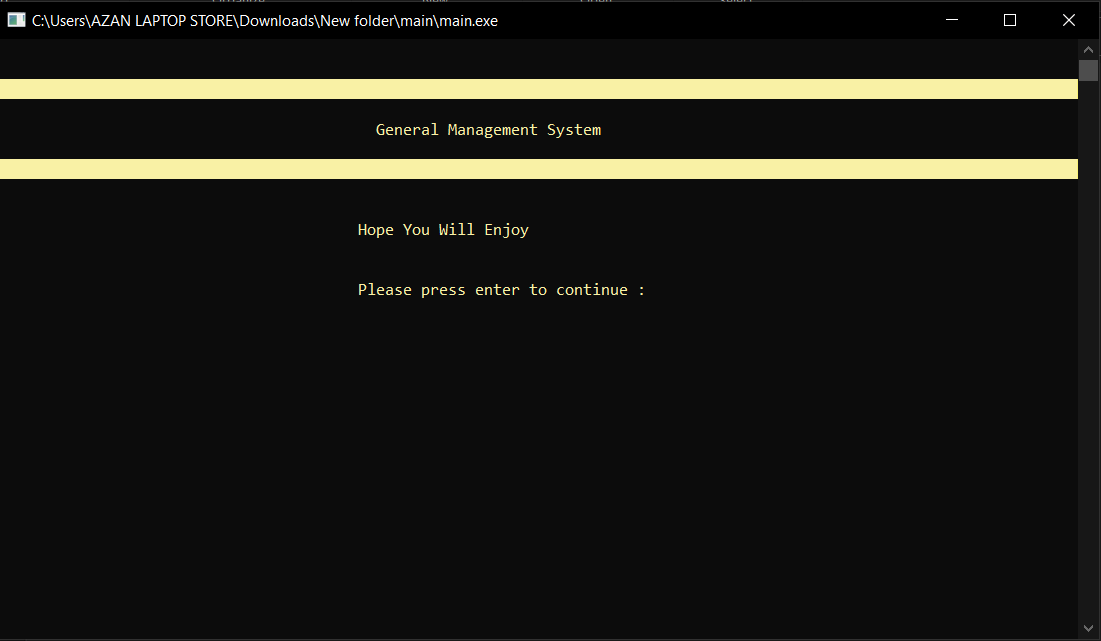 C:\Users\AZAN LAPTOP STORE\Downloads\New folder\main\main.exe
General Management System
Hope You Will Enjoy
Please press enter to continue :